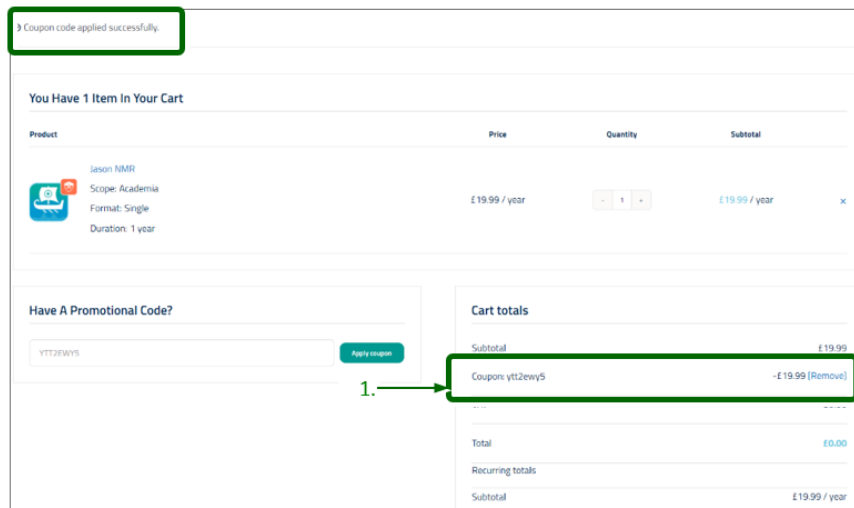 Coupon code applied successfully.
You Have 1 Item In Your Cart
Product Price Quantity Subtotal
Jason NMR
Scope: Academia
Format: Single
Duration: 1 year
£19.99 / year - 1 + £19.99 / year ×
Have A Promotional Code?
YTT2EWY5 Apply coupon
Cart totals
Subtotal £19.99
1. Coupon: ytt2ewy5 -£19.99 [Remove]
Total £0.00
Recurring totals
Subtotal £19.99 / year